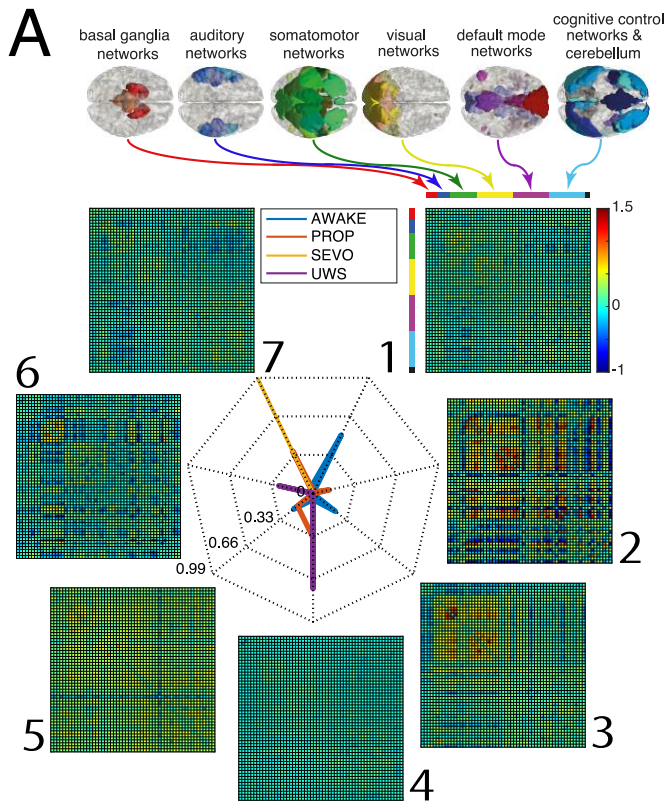 A
basal ganglia
networks
auditory
networks
somatomotor
networks
visual
networks
default mode
networks
cognitive control
networks &
cerebellum
AWAKE
PROP
SEVO
UWS
1.5
1
0
-1
7
1
6
2
0
0.33
0.66
0.99
5
4
3